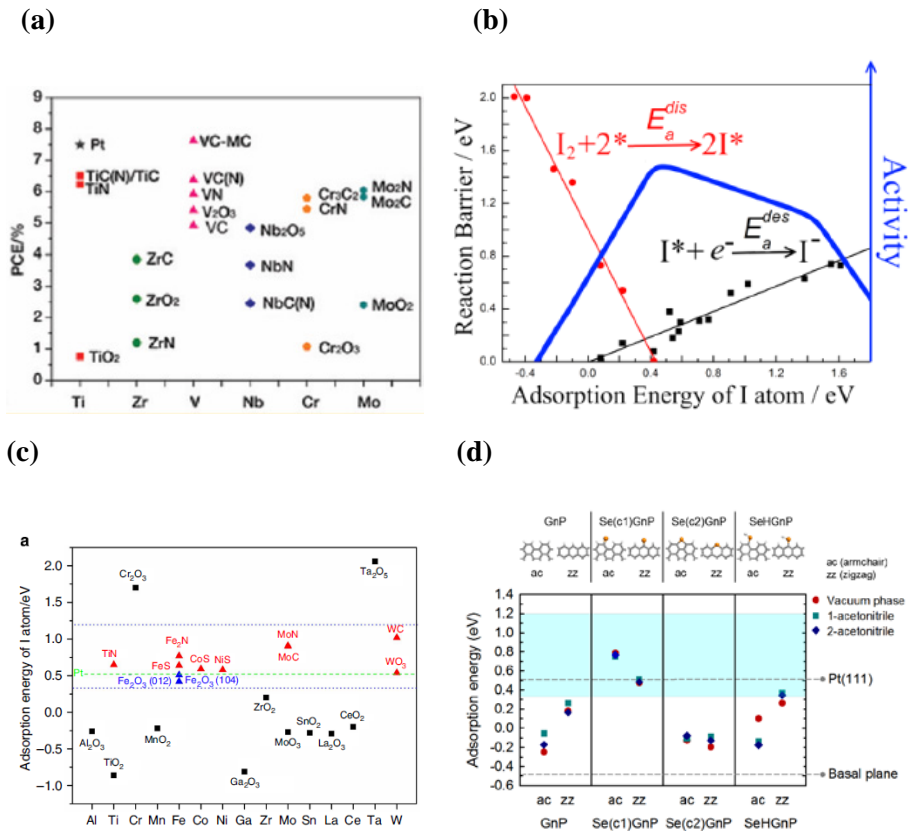 (a)
9
8
7
6
5
4
3
2
1
0
PCE/%
Pt
TiC(N)/TiC
TiN
TiO2
ZrC
ZrO2
ZrN
VC-MC
VC(N)
VN
V2O3
VC
Nb2O5
NbN
NbC(N)
Cr3C2
CrN
Cr2O3
Mo2N
Mo2C
MoO2
Ti Zr V Nb Cr Mo
(b)
2.0
1.6
1.2
0.8
0.4
0.0
Reaction Barrier / eV
Activity
Ea^dis
I2+2* → 2I*
Ea^des
I*+ e- → I-
-0.4 0.0 0.4 0.8 1.2 1.6
Adsorption Energy of I atom / eV
(c)
a
2.0
1.5
1.0
0.5
0.0
−0.5
−1.0
Adsorption energy of I atom/eV
Pt
Al2O3
TiN
TiO2
Cr2O3
MnO2
Fe2N
FeS
Fe2O3 (012)
Fe2O3 (104)
CoS
NiS
Ga2O3
ZrO2
MoN
MoC
MoO3
SnO2
La2O3
CeO2
Ta2O5
WC
WO3
Al Ti Cr Mn Fe Co Ni Ga Zr Mo Sn La Ce Ta W
(d)
GnP Se(c1)GnP Se(c2)GnP SeHGnP
ac zz ac zz ac zz ac zz
ac (armchair)
zz (zigzag)
Vacuum phase
1-acetonitrile
2-acetonitrile
1.4
1.2
1.0
0.8
0.6
0.4
0.2
0.0
-0.2
-0.4
-0.6
Adsorption energy (eV)
Pt(111)
Basal plane
ac zz ac zz ac zz ac zz
GnP Se(c1)GnP Se(c2)GnP SeHGnP